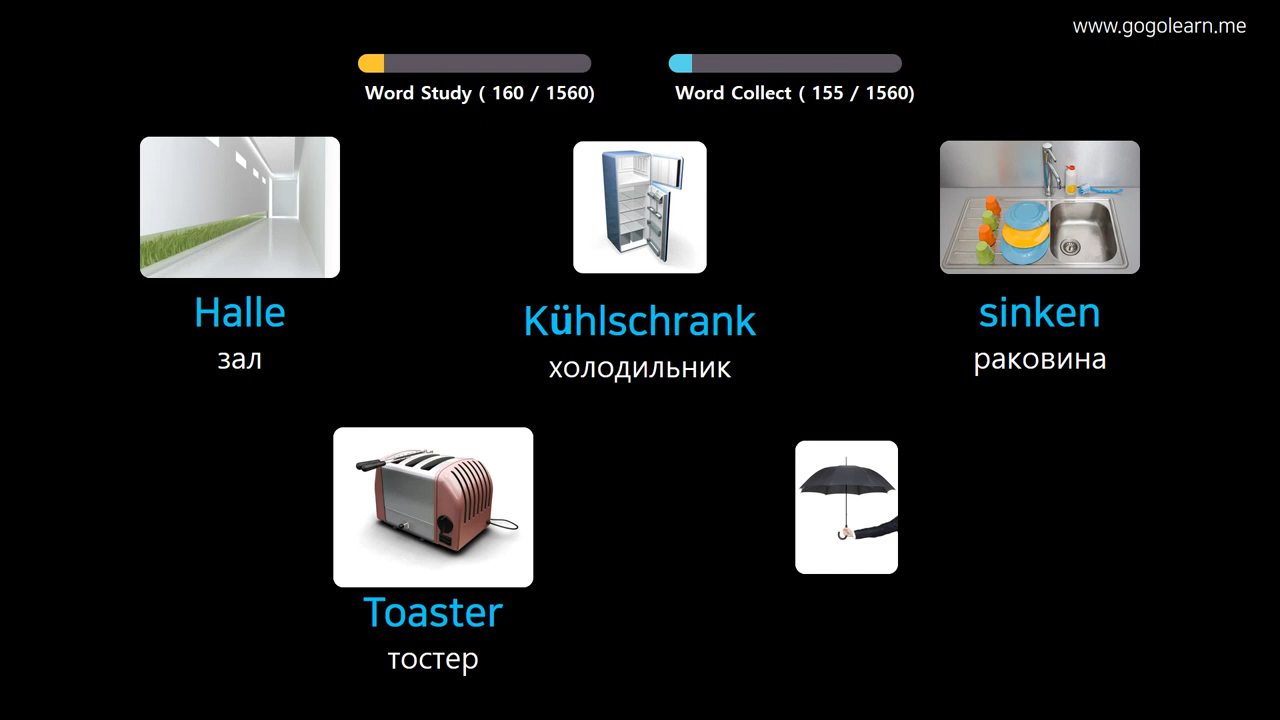 www.gogolearn.me
Word Study ( 160 / 1560)
Word Collect ( 155 / 1560)
Halle
зал
Kühlschrank
холодильник
sinken
раковина
Toaster
тостер